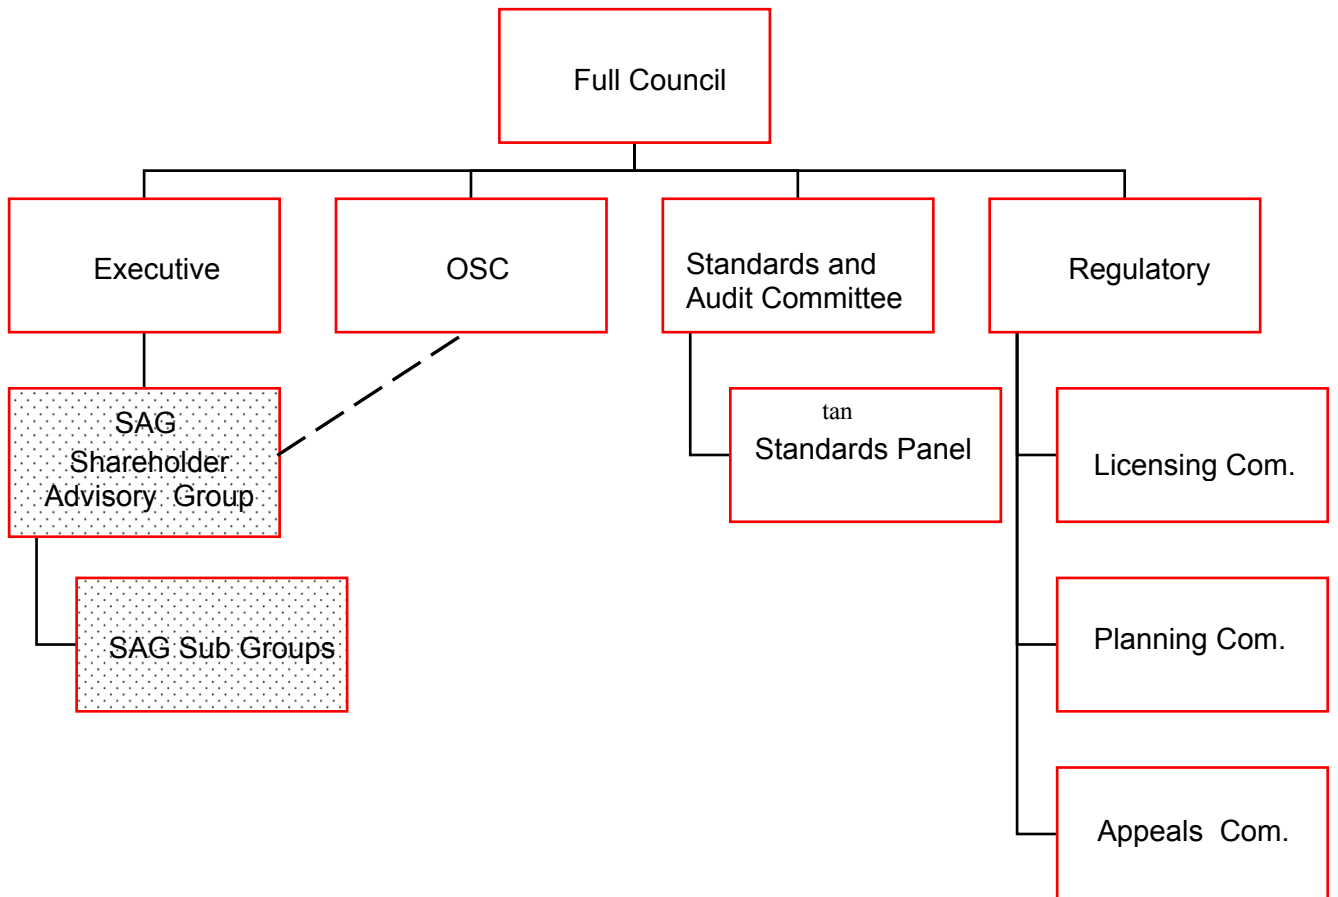 Full Council
Executive
OSC
Standards and
Audit Committee
Regulatory
SAG
Shareholder
Advisory Group
tan
Standards Panel
Licensing Com.
SAG Sub Groups
Planning Com.
Appeals Com.